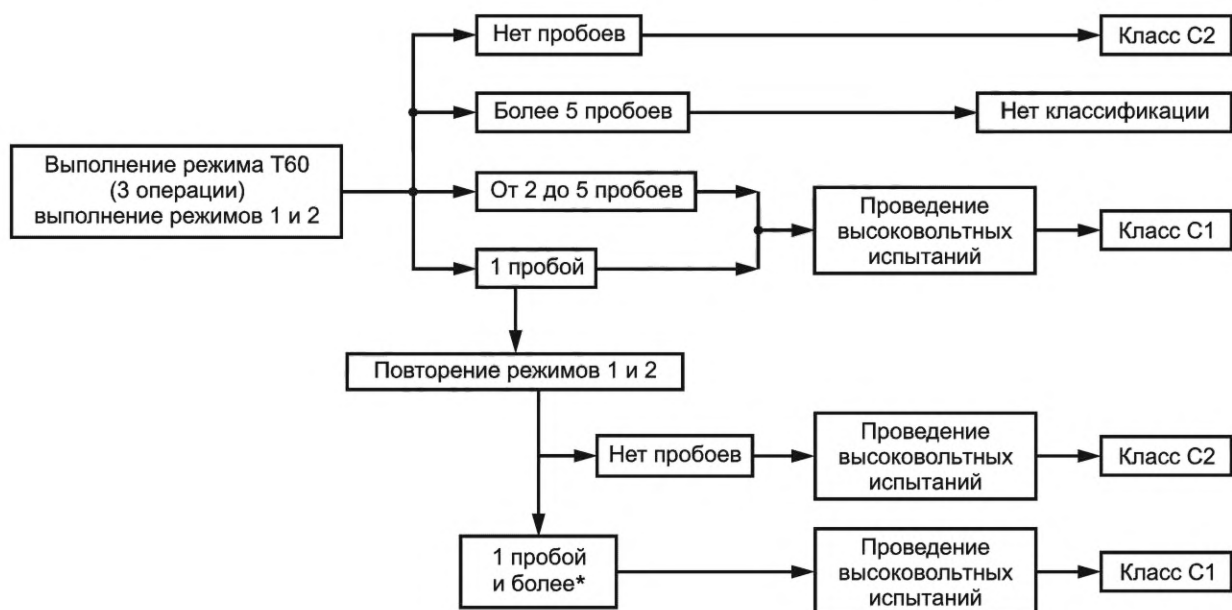 Нет пробоев
Класс С2
Более 5 пробоев
Нет классификации
Выполнение режима Т60
(3 операции)
выполнение режимов 1 и 2
От 2 до 5 пробоев
Проведение
высоковольтных
испытаний
Класс С1
1 пробой
Повторение режимов 1 и 2
Нет пробоев
Проведение
высоковольтных
испытаний
Класс С2
1 пробой
и более*
Проведение
высоковольтных
испытаний
Класс С1